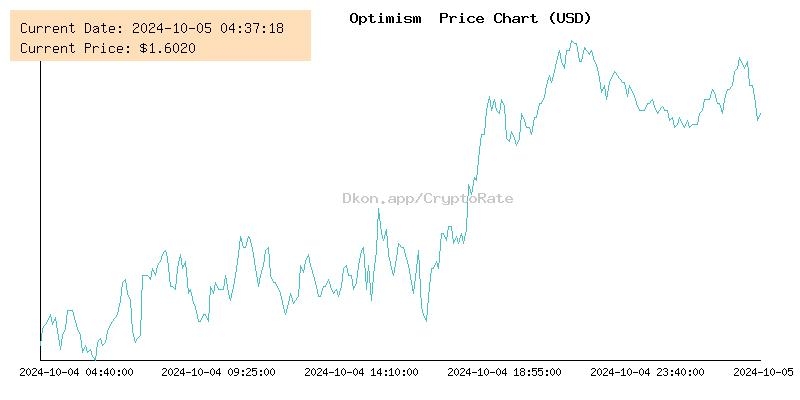 Optimism Price Chart (USD)
Current Date: 2024-10-05 04:37:18
Current Price: $1.6020
Dkon.app/CryptoRate
2024-10-04 04:40:00 2024-10-04 09:25:00 2024-10-04 14:10:00 2024-10-04 18:55:00 2024-10-04 23:40:00 2024-10-05